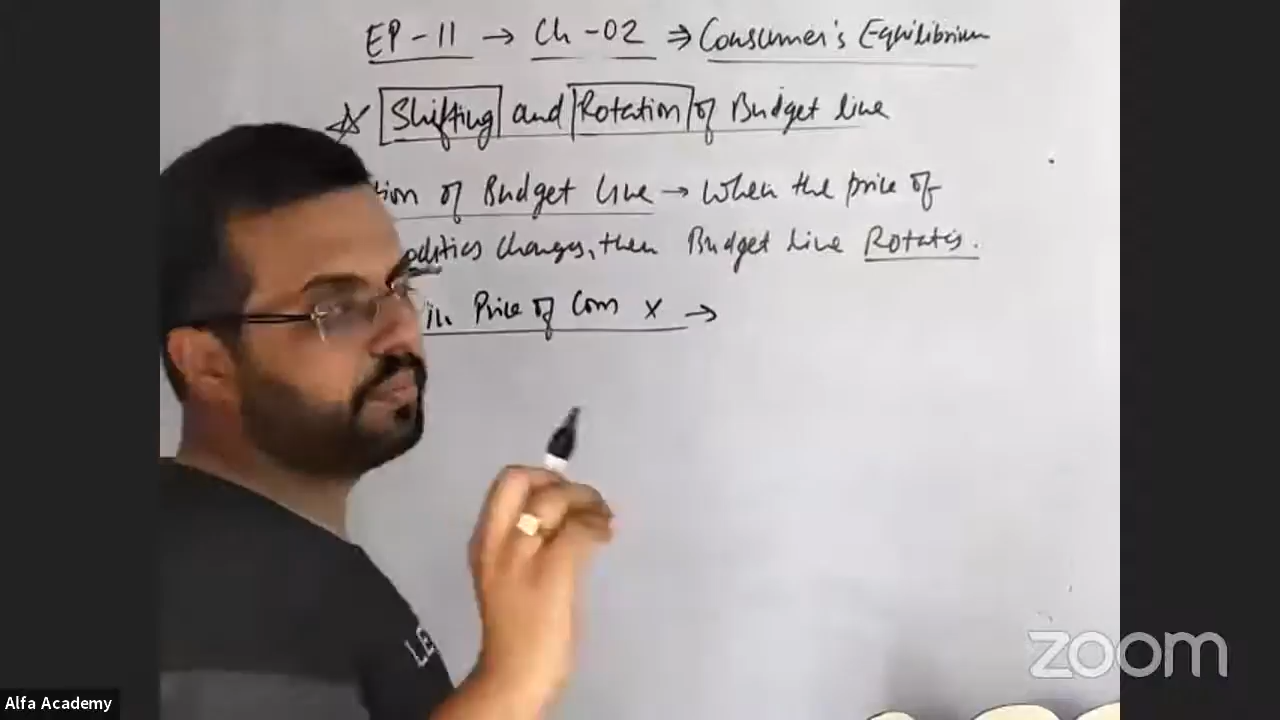 EP-11 → Ch-02 ⇒ Consumer's Equilibrium
☆ Shifting and Rotation of Budget line
tion of Budget line → When the price of
odities changes, then Budget line Rotates.
in Price of Com X →
LE
zoom
Alfa Academy